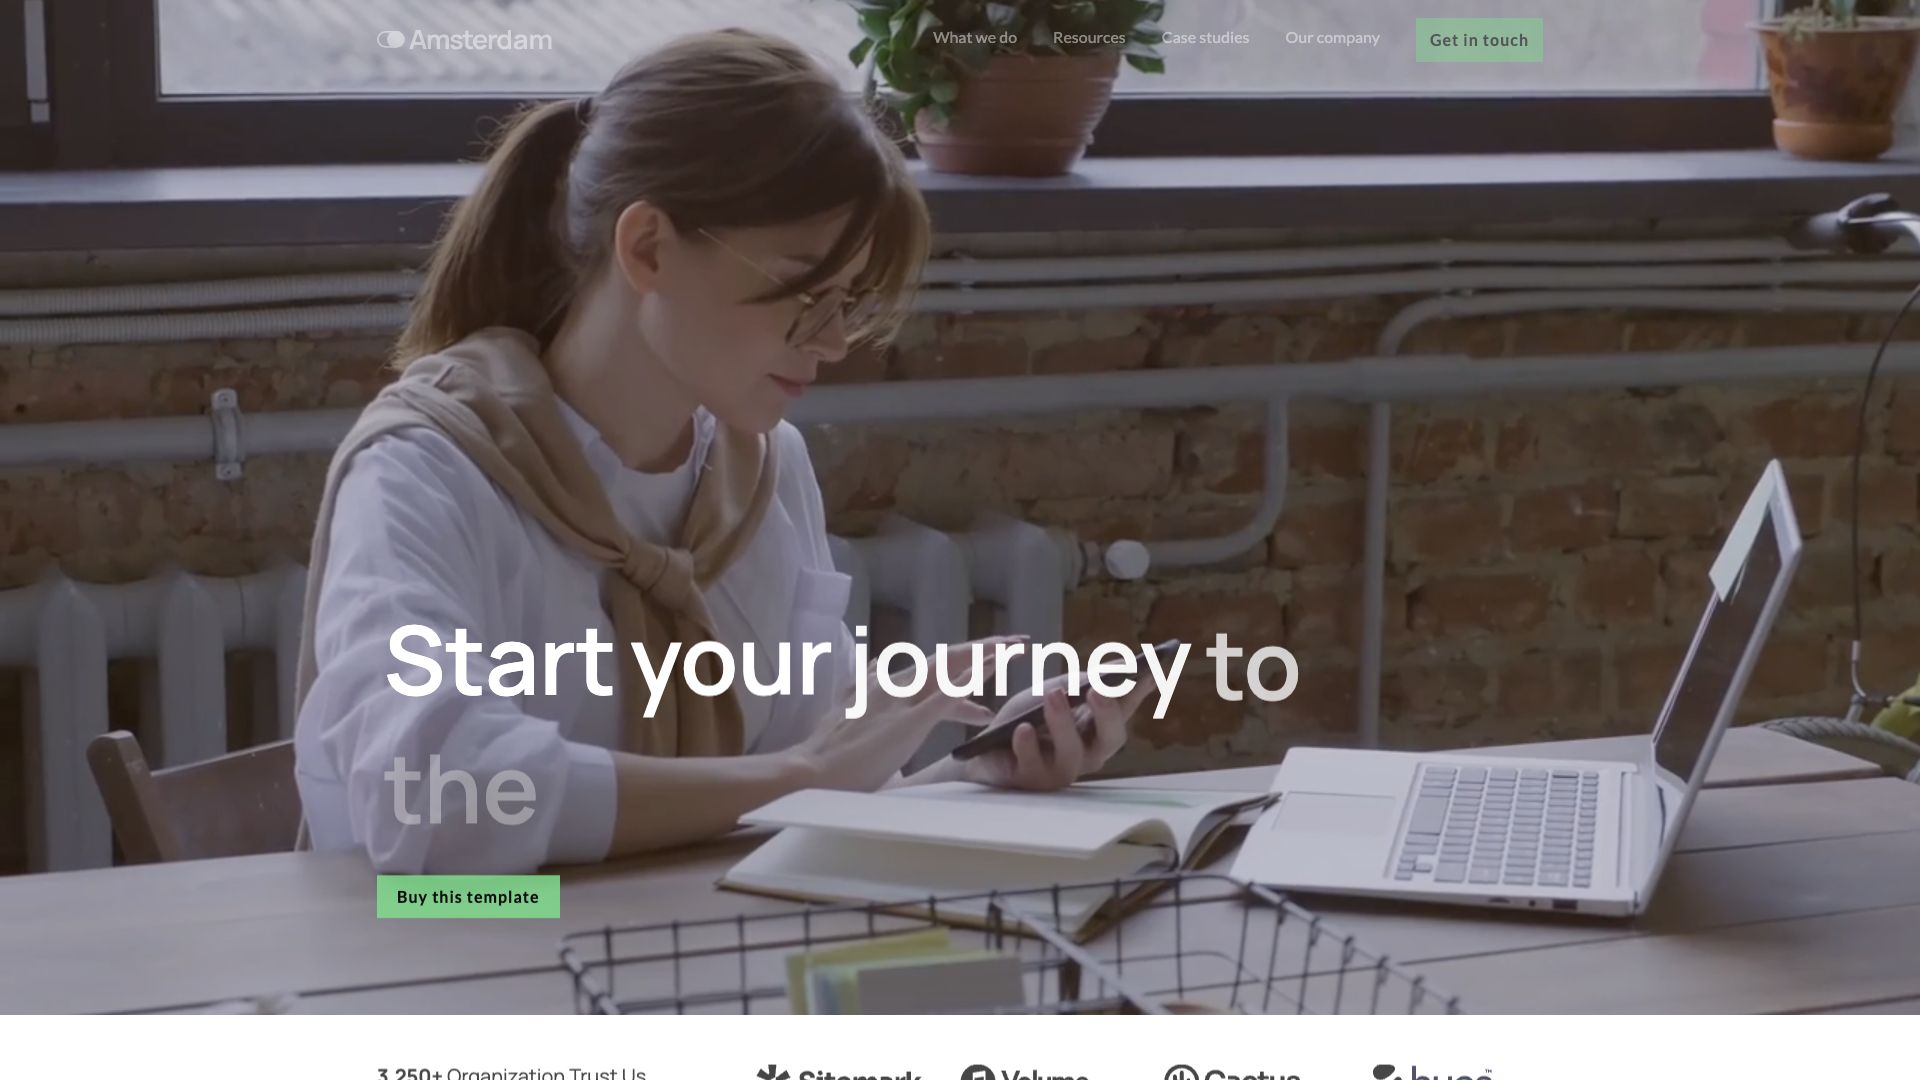 Amsterdam
What we do
Resources
Case studies
Our company
Get in touch
Start your journey to
the
Buy this template
3,250+ Organization Trust Us
Sitemark
Volume
Cactus
hues™